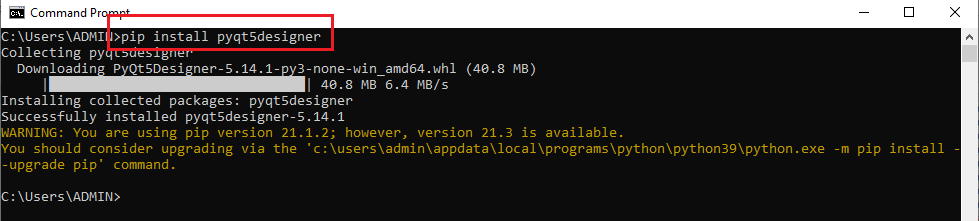 Command Prompt
C:\Users\ADMIN>pip install pyqt5designer
Collecting pyqt5designer
  Downloading PyQt5Designer-5.14.1-py3-none-win_amd64.whl (40.8 MB)
     |████████████████████████████████| 40.8 MB 6.4 MB/s
Installing collected packages: pyqt5designer
Successfully installed pyqt5designer-5.14.1
WARNING: You are using pip version 21.1.2; however, version 21.3 is available.
You should consider upgrading via the 'c:\users\admin\appdata\local\programs\python\python39\python.exe -m pip install -
-upgrade pip' command.
C:\Users\ADMIN>